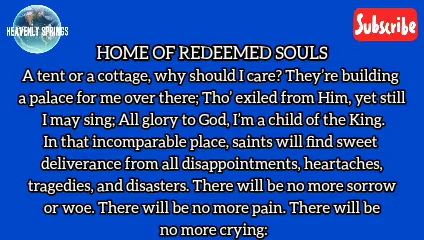 HEAVENLY SPRINGS
Subscribe
HOME OF REDEEMED SOULS
A tent or a cottage, why should I care? They’re building
a palace for me over there; Tho’ exiled from Him, yet still
I may sing; All glory to God, I’m a child of the King.
In that incomparable place, saints will find sweet
deliverance from all disappointments, heartaches,
tragedies, and disasters. There will be no more sorrow
or woe. There will be no more pain. There will be
no more crying: